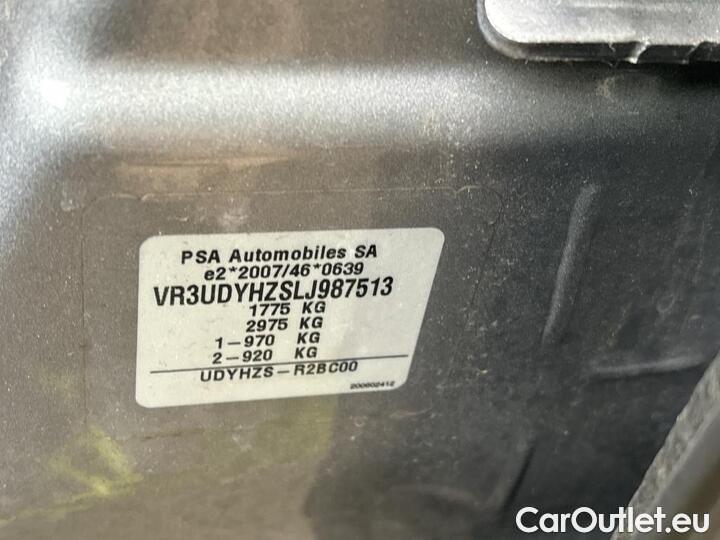 PSA Automobiles SA
e2*2007/46*0639
VR3UDYHZSLJ987513
1775 KG
2975 KG
1-970 KG
2-920 KG
UDYHZS-R2BC00
200602412
CarOutlet.eu